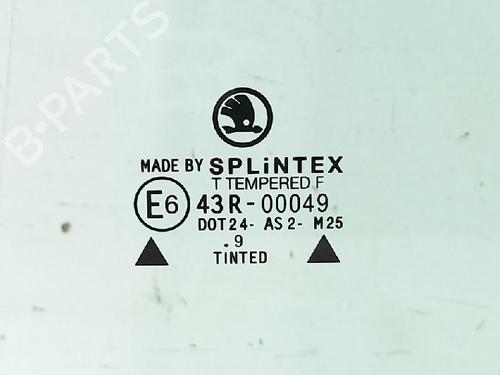 B-PARTS
MADE BY SPLiNTEX
T TEMPERED F
E6 43R-00049
DOT24- AS2- M25
.9
TINTED